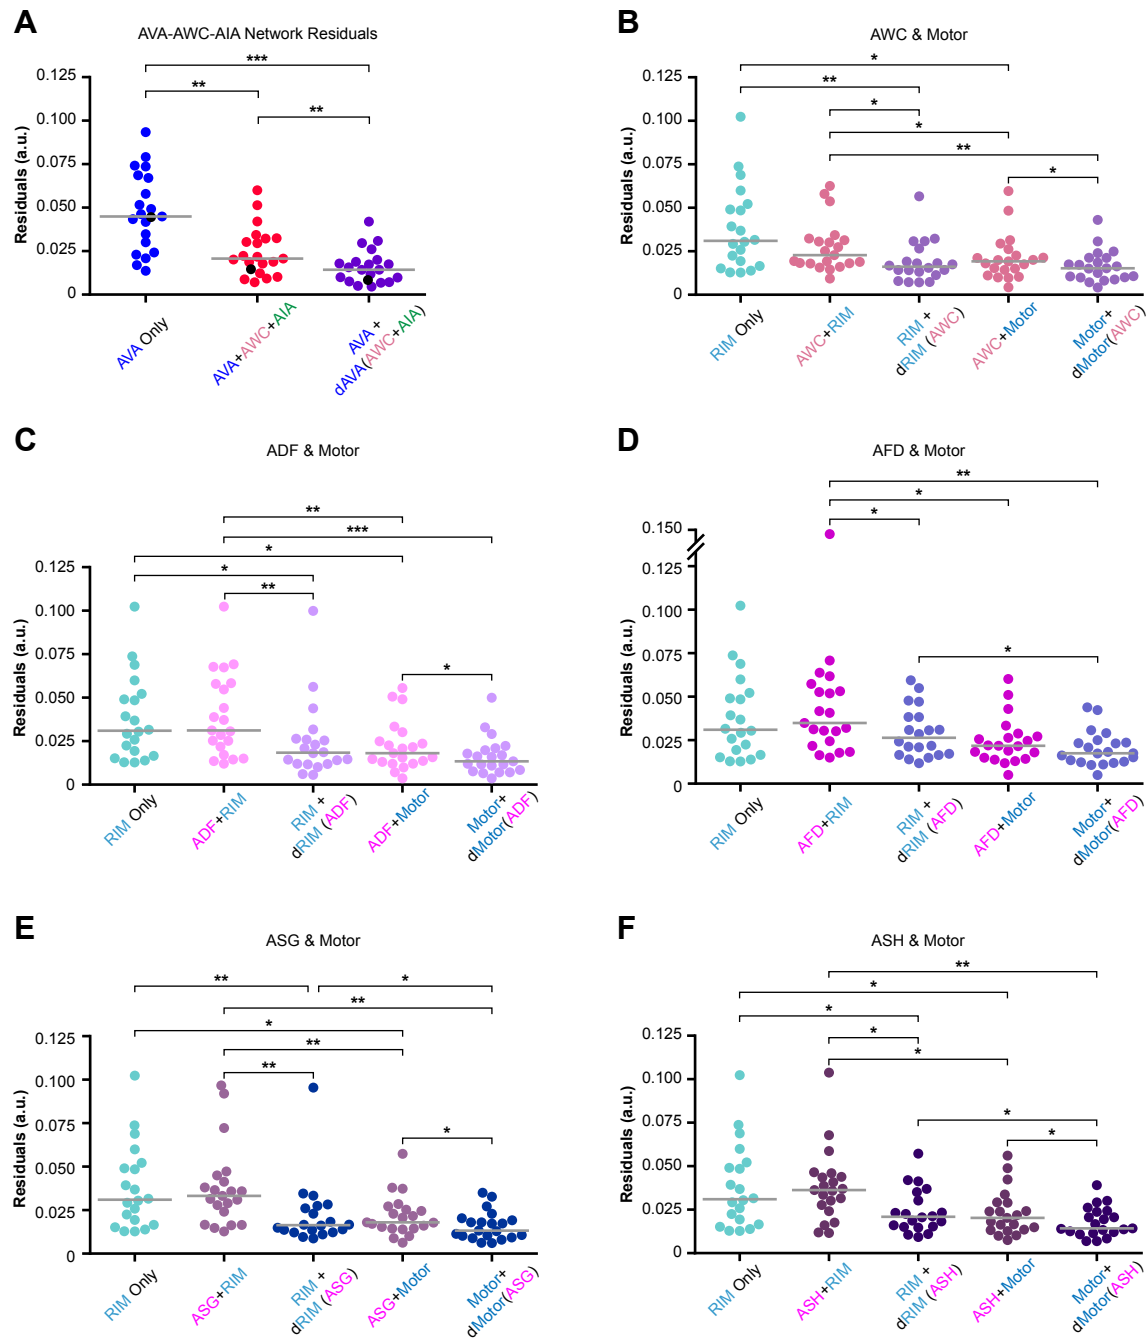 A
AVA-AWC-AIA Network Residuals
***
**
**
Residuals (a.u.)
0.125
0.100
0.075
0.050
0.025
0
AVA Only
AVA+AWC+AIA
AVA +
dAVA(AWC+AIA)
B
AWC & Motor
*
**
*
*
**
*
Residuals (a.u.)
0.125
0.100
0.075
0.050
0.025
0
RIM Only
AWC+RIM
RIM +
dRIM (AWC)
AWC+Motor
Motor+
dMotor(AWC)
C
ADF & Motor
**
***
*
*
**
*
Residuals (a.u.)
0.125
0.100
0.075
0.050
0.025
0
RIM Only
ADF+RIM
RIM +
dRIM (ADF)
ADF+Motor
Motor+
dMotor(ADF)
D
AFD & Motor
**
*
*
*
Residuals (a.u.)
0.150
0.125
0.100
0.075
0.050
0.025
0.000
RIM Only
AFD+RIM
RIM +
dRIM (AFD)
AFD+Motor
Motor+
dMotor(AFD)
E
ASG & Motor
**
*
**
*
**
**
*
Residuals (a.u.)
0.125
0.100
0.075
0.050
0.025
0
RIM Only
ASG+RIM
RIM +
dRIM (ASG)
ASG+Motor
Motor+
dMotor(ASG)
F
ASH & Motor
**
*
*
*
*
*
*
Residuals (a.u.)
0.125
0.100
0.075
0.050
0.025
0
RIM Only
ASH+RIM
RIM +
dRIM (ASH)
ASH+Motor
Motor+
dMotor(ASH)